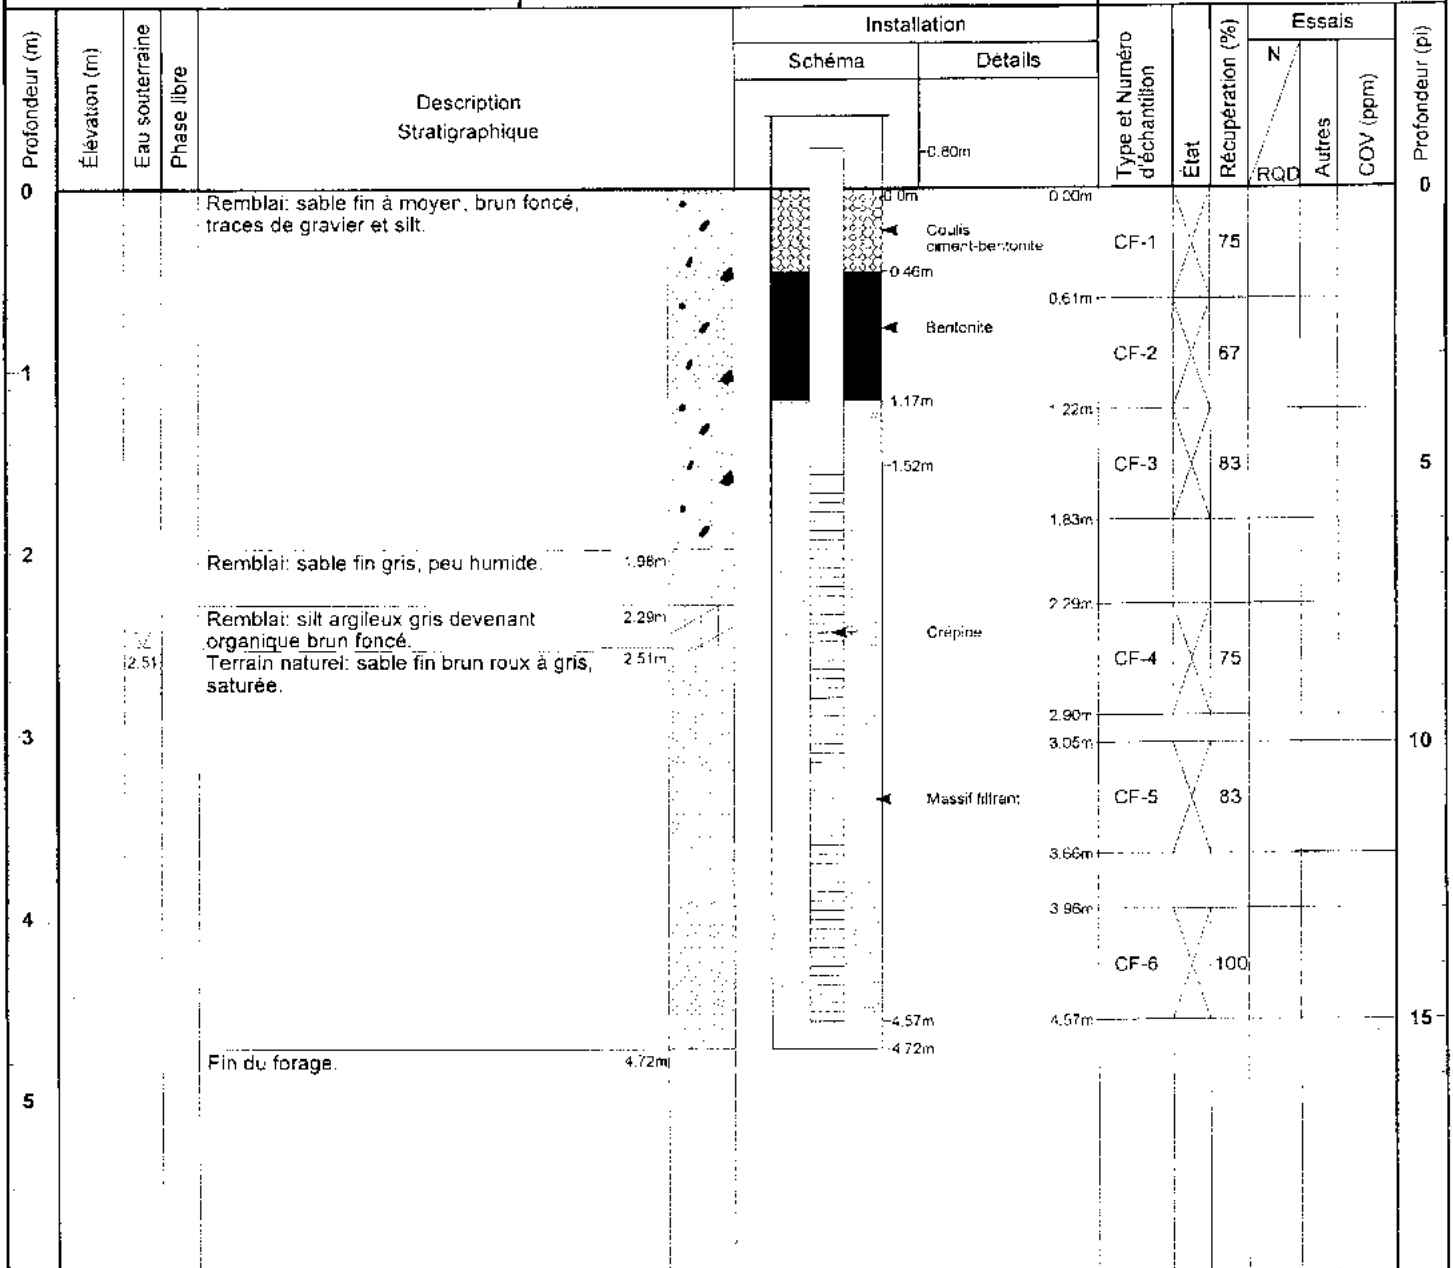 Profondeur (m)
Élévation (m)
Eau souterraine
Phase libre
Description
Stratigraphique
Installation
Schéma
Détails
Type et Numéro
d'échantillon
État
Récupération (%)
Essais
N
RQD
Autres
COV (ppm)
Profondeur (pi)
0.80m
0
0.0m
0.00m
0
Remblai: sable fin à moyen, brun foncé,
traces de gravier et silt.
Coulis
ciment-bentonite
CF-1
75
0.46m
0.61m
Bentonite
CF-2
67
1
1.17m
1.22m
1.52m
CF-3
83
5
1.83m
2
Remblai: sable fin gris, peu humide.
1.98m
2.29m
Remblai: silt argileux gris devenant
organique brun foncé.
2.29m
Crépine
2.51
Terrain naturel: sable fin brun roux à gris,
saturée.
2.51m
CF-4
75
2.90m
3
3.05m
10
Massif filtrant
CF-5
83
3.66m
4
3.96m
CF-6
100
4.57m
4.57m
15
4.72m
Fin du forage.
4.72m
5